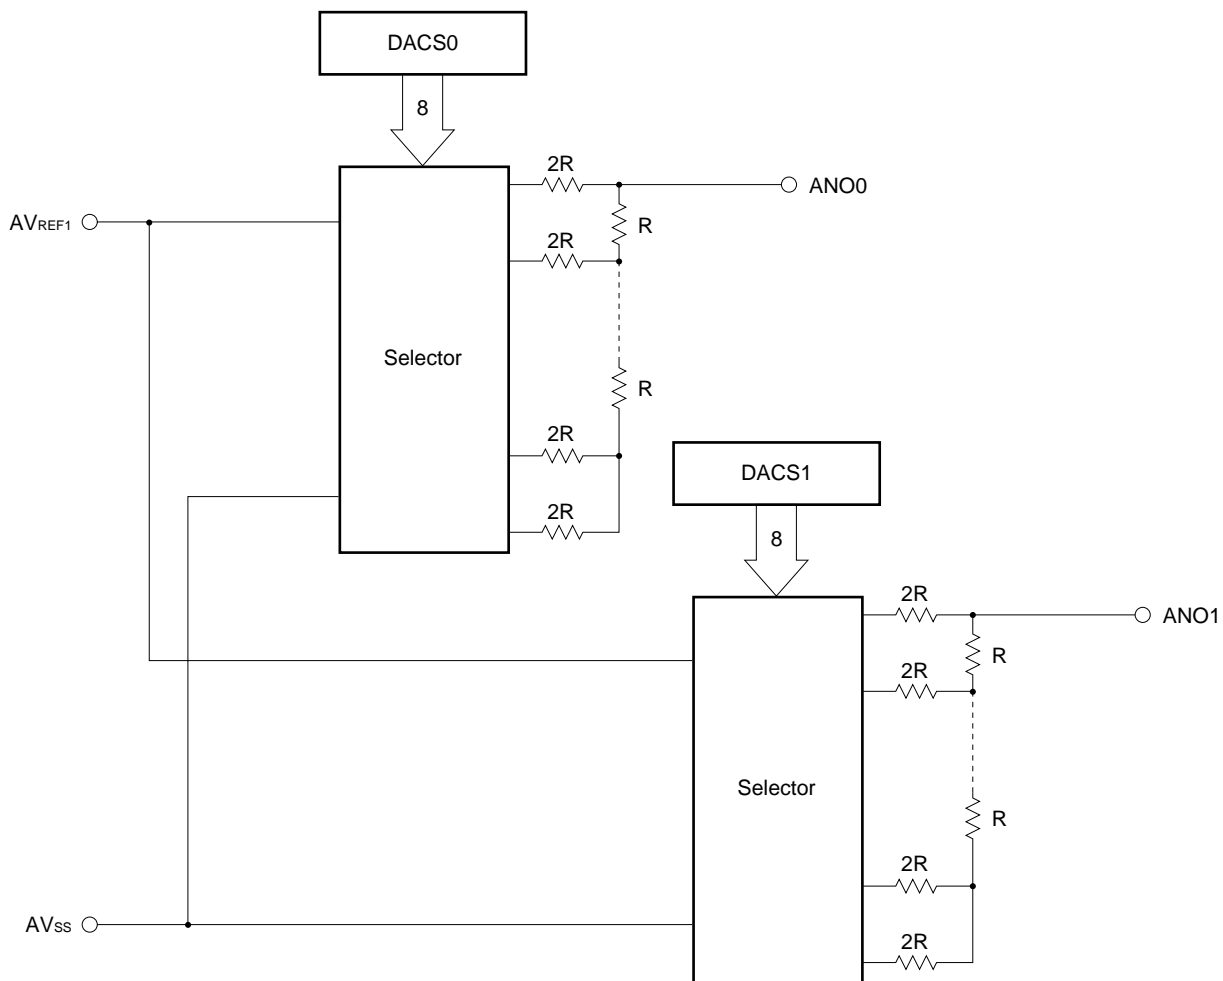 DACS0
8
2R
ANO0
AVREF1
R
2R
Selector
R
2R
DACS1
2R
8
2R
ANO1
R
2R
Selector
R
2R
AVSS
2R